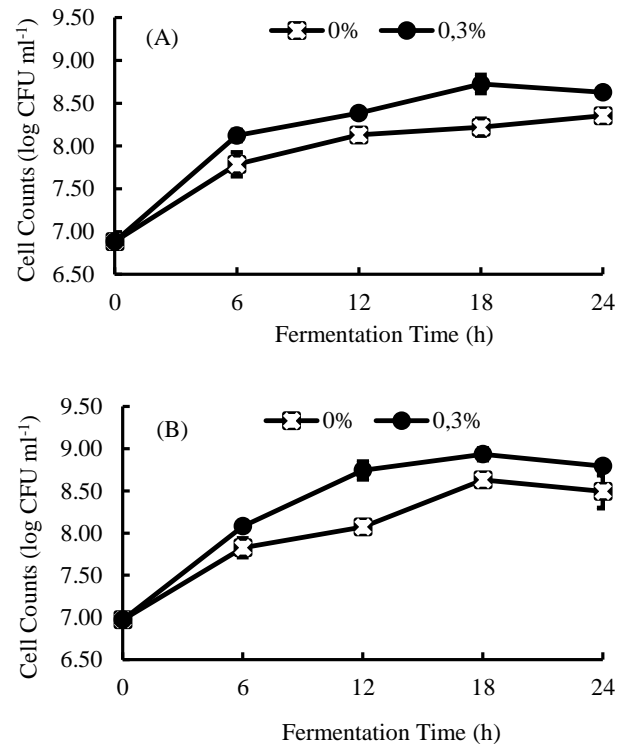 (A)
0%
0,3%
9.50
9.00
8.50
8.00
7.50
7.00
6.50
Cell Counts (log CFU ml-1)
0 6 12 18 24
Fermentation Time (h)
(B)
0%
0,3%
9.50
9.00
8.50
8.00
7.50
7.00
6.50
Cell Counts (log CFU ml-1)
0 6 12 18 24
Fermentation Time (h)